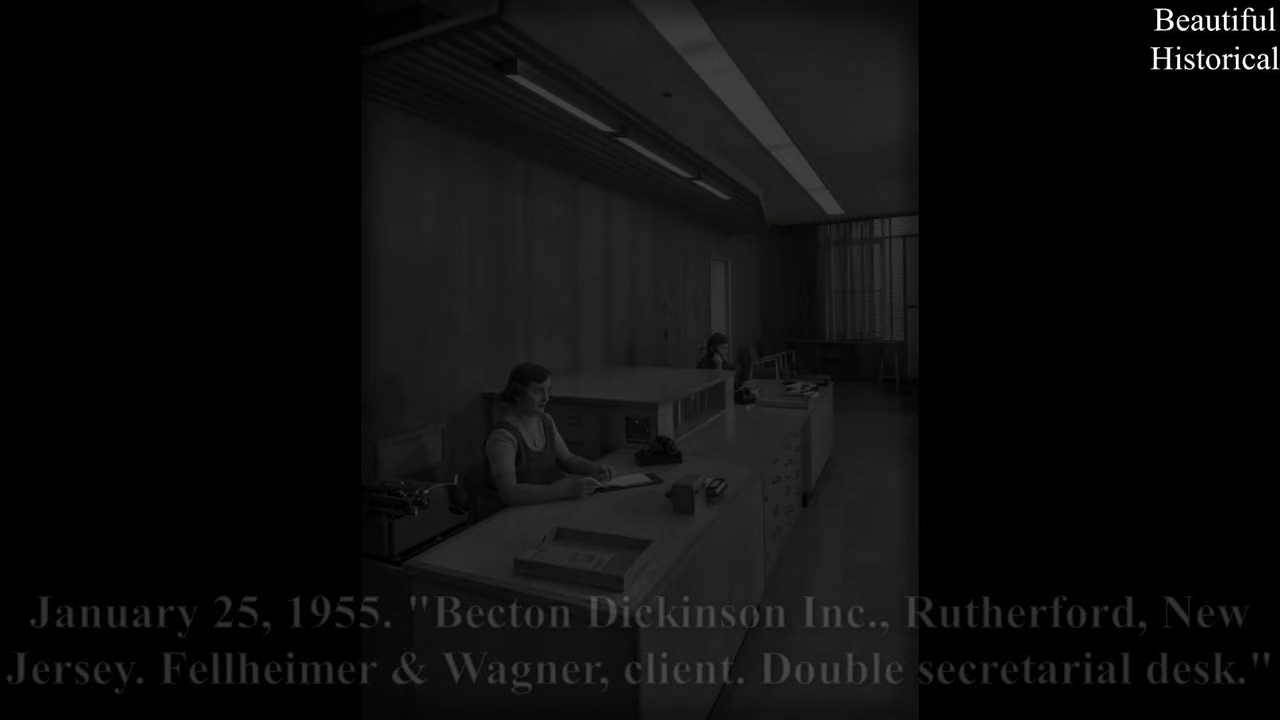 Beautiful
Historical
January 25, 1955. "Becton Dickinson Inc., Rutherford, New
Jersey. Fellheimer & Wagner, client. Double secretarial desk."